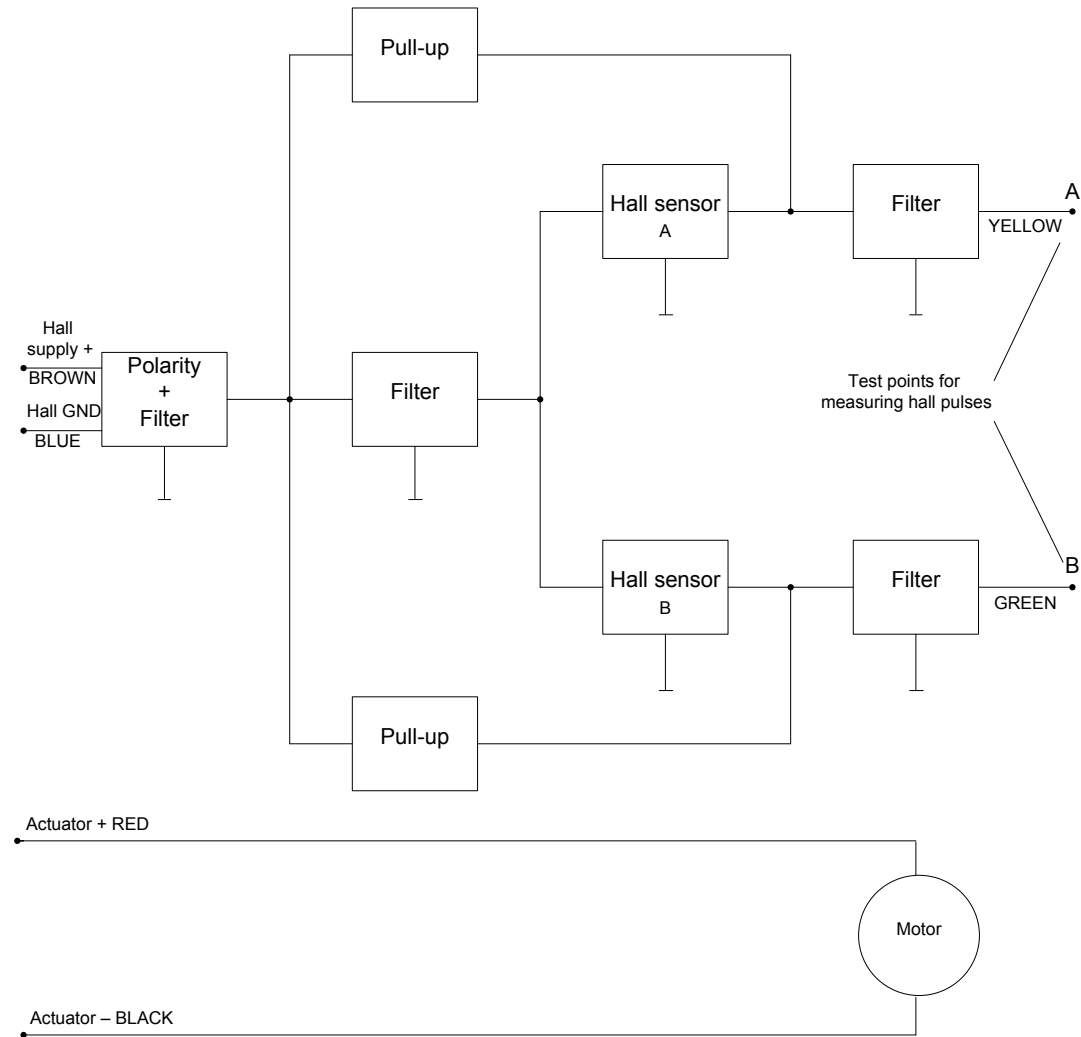 Pull-up
Hall sensor
A
Filter
A
YELLOW
Hall
supply +
BROWN
Hall GND
BLUE
Polarity
+
Filter
Filter
Test points for
measuring hall pulses
Hall sensor
B
Filter
B
GREEN
Pull-up
Actuator + RED
Motor
Actuator – BLACK